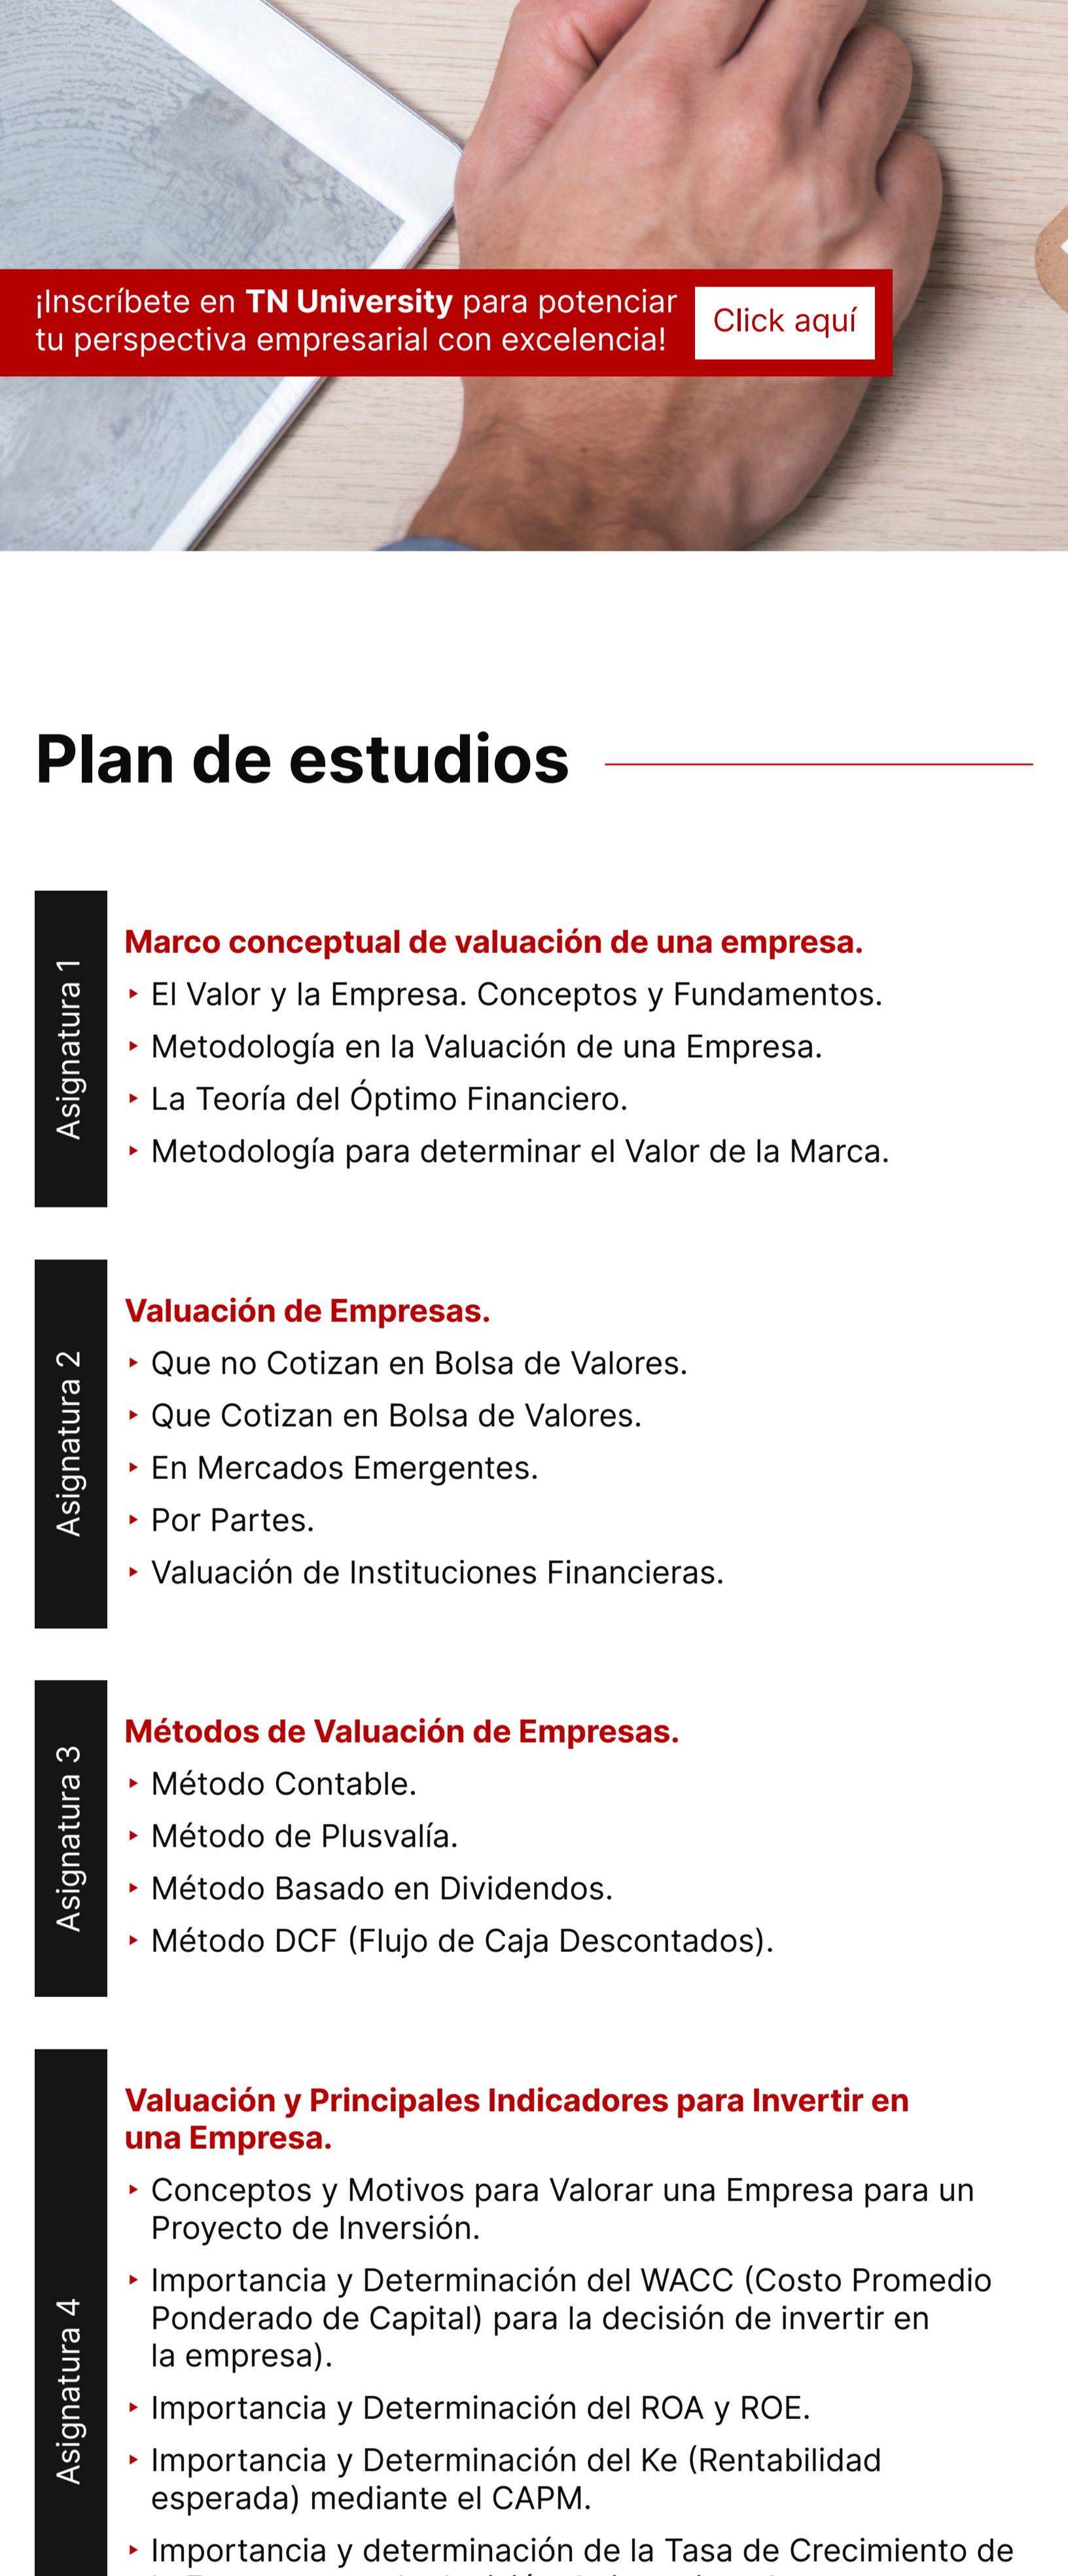 ¡Inscríbete en TN University para potenciar
tu perspectiva empresarial con excelencia!
Click aquí
Plan de estudios
Asignatura 1
Marco conceptual de valuación de una empresa.
‣ El Valor y la Empresa. Conceptos y Fundamentos.
‣ Metodología en la Valuación de una Empresa.
‣ La Teoría del Óptimo Financiero.
‣ Metodología para determinar el Valor de la Marca.
Asignatura 2
Valuación de Empresas.
‣ Que no Cotizan en Bolsa de Valores.
‣ Que Cotizan en Bolsa de Valores.
‣ En Mercados Emergentes.
‣ Por Partes.
‣ Valuación de Instituciones Financieras.
Asignatura 3
Métodos de Valuación de Empresas.
‣ Método Contable.
‣ Método de Plusvalía.
‣ Método Basado en Dividendos.
‣ Método DCF (Flujo de Caja Descontados).
Asignatura 4
Valuación y Principales Indicadores para Invertir en
una Empresa.
‣ Conceptos y Motivos para Valorar una Empresa para un
Proyecto de Inversión.
‣ Importancia y Determinación del WACC (Costo Promedio
Ponderado de Capital) para la decisión de invertir en
la empresa).
‣ Importancia y Determinación del ROA y ROE.
‣ Importancia y Determinación del Ke (Rentabilidad
esperada) mediante el CAPM.
‣ Importancia y determinación de la Tasa de Crecimiento de